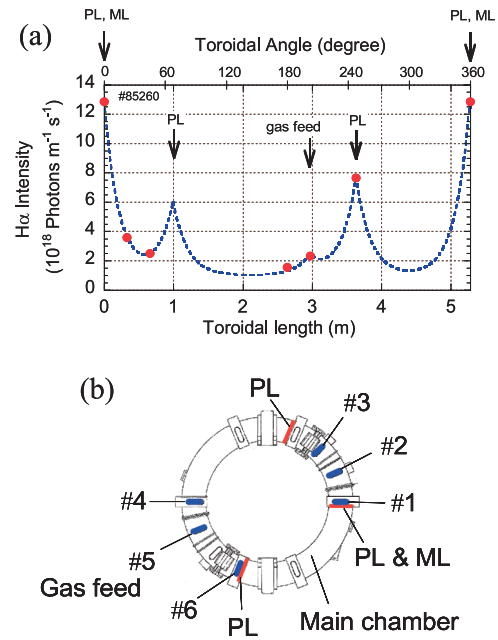 PL, ML
PL, ML
(a)
Toroidal Angle (degree)
0 60 120 180 240 300 360
14
12
10
8
6
4
2
0
#85260
PL
gas feed
PL
Hα Intensity
(10¹⁸ Photons m⁻¹ s⁻¹)
0 1 2 3 4 5
Toroidal length (m)
(b)
PL
#3
#2
#4
#1
#5
PL & ML
Gas feed
#6
PL
Main chamber